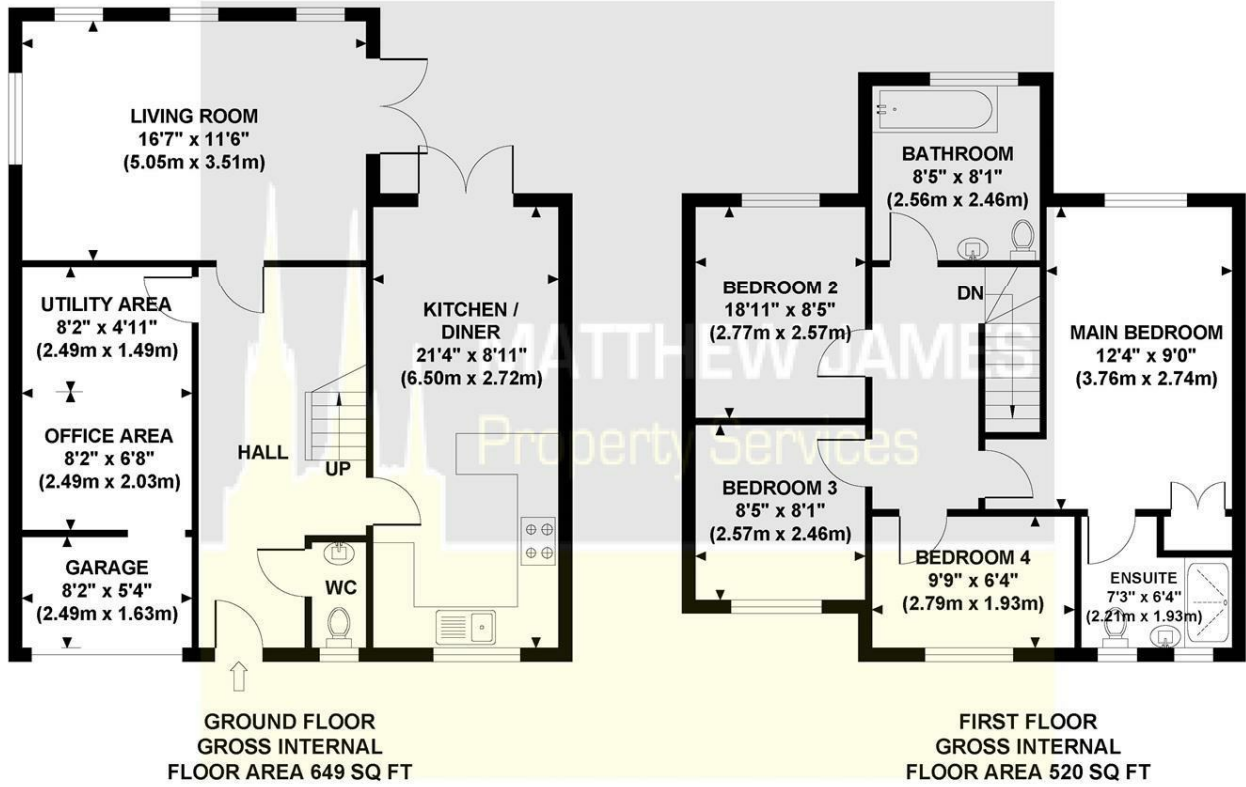 LIVING ROOM
16'7" x 11'6"
(5.05m x 3.51m)
UTILITY AREA
8'2" x 4'11"
(2.49m x 1.49m)
OFFICE AREA
8'2" x 6'8"
(2.49m x 2.03m)
GARAGE
8'2" x 5'4"
(2.49m x 1.63m)
HALL
UP
WC
KITCHEN /
DINER
21'4" x 8'11"
(6.50m x 2.72m)
GROUND FLOOR
GROSS INTERNAL
FLOOR AREA 649 SQ FT
MATTHEW JAMES
Property Services
BATHROOM
8'5" x 8'1"
(2.56m x 2.46m)
BEDROOM 2
18'11" x 8'5"
(2.77m x 2.57m)
DN
MAIN BEDROOM
12'4" x 9'0"
(3.76m x 2.74m)
BEDROOM 3
8'5" x 8'1"
(2.57m x 2.46m)
BEDROOM 4
9'9" x 6'4"
(2.79m x 1.93m)
ENSUITE
7'3" x 6'4"
(2.21m x 1.93m)
FIRST FLOOR
GROSS INTERNAL
FLOOR AREA 520 SQ FT